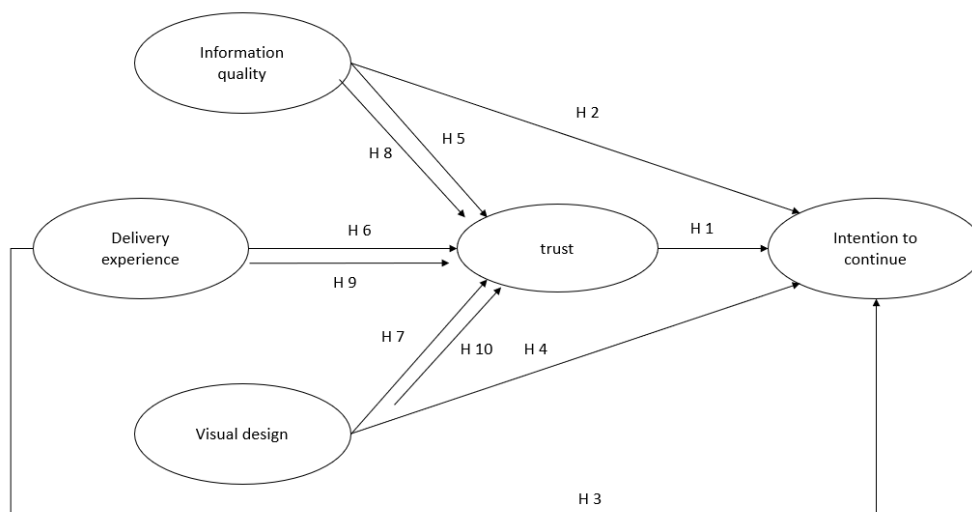 Information
quality
H 2
H 5
H 8
Delivery
experience
H 6
trust
H 1
Intention to
continue
H 9
H 7
H 10
H 4
Visual design
H 3